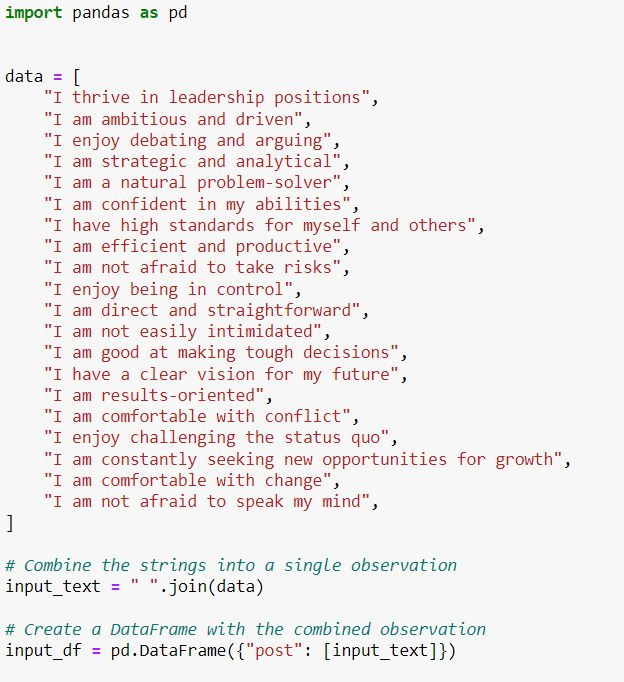 import pandas as pd
data = [
"I thrive in leadership positions",
"I am ambitious and driven",
"I enjoy debating and arguing",
"I am strategic and analytical",
"I am a natural problem-solver",
"I am confident in my abilities",
"I have high standards for myself and others",
"I am efficient and productive",
"I am not afraid to take risks",
"I enjoy being in control",
"I am direct and straightforward",
"I am not easily intimidated",
"I am good at making tough decisions",
"I have a clear vision for my future",
"I am results-oriented",
"I am comfortable with conflict",
"I enjoy challenging the status quo",
"I am constantly seeking new opportunities for growth",
"I am comfortable with change",
"I am not afraid to speak my mind",
]
# Combine the strings into a single observation
input_text = " ".join(data)
# Create a DataFrame with the combined observation
input_df = pd.DataFrame({"post": [input_text]})